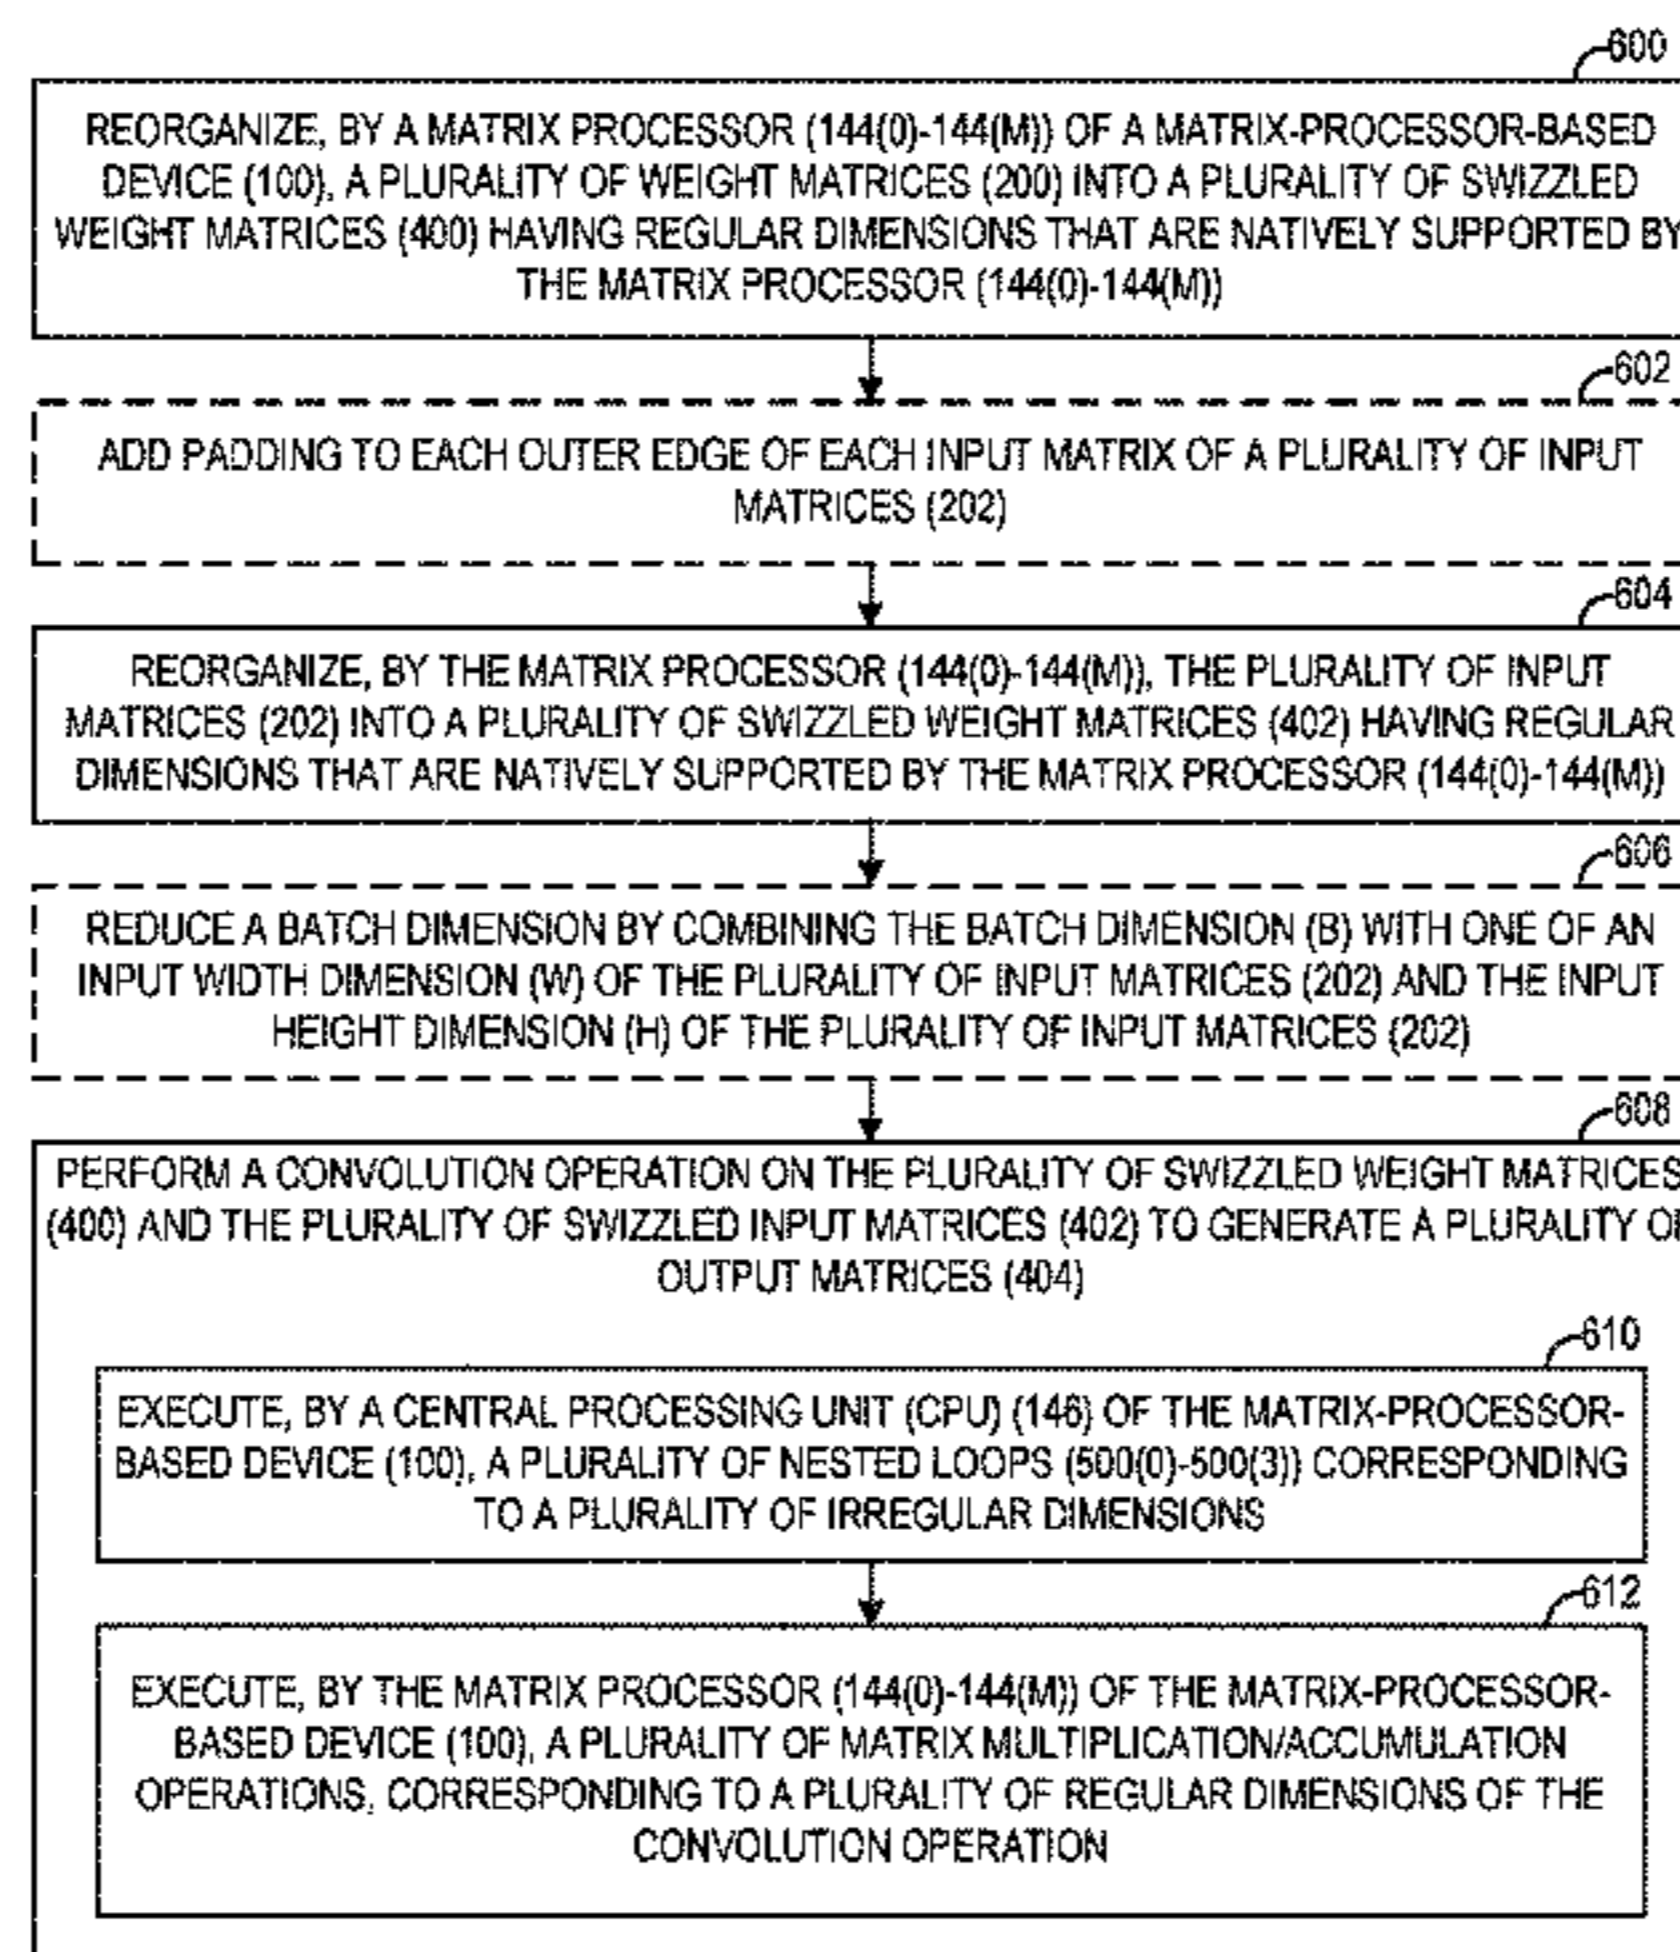 600
REORGANIZE, BY A MATRIX PROCESSOR (144(0)-144(M)) OF A MATRIX-PROCESSOR-BASED
DEVICE (100), A PLURALITY OF WEIGHT MATRICES (200) INTO A PLURALITY OF SWIZZLED
WEIGHT MATRICES (400) HAVING REGULAR DIMENSIONS THAT ARE NATIVELY SUPPORTED BY
THE MATRIX PROCESSOR (144(0)-144(M))
602
ADD PADDING TO EACH OUTER EDGE OF EACH INPUT MATRIX OF A PLURALITY OF INPUT
MATRICES (202)
604
REORGANIZE, BY THE MATRIX PROCESSOR (144(0)-144(M)), THE PLURALITY OF INPUT
MATRICES (202) INTO A PLURALITY OF SWIZZLED WEIGHT MATRICES (402) HAVING REGULAR
DIMENSIONS THAT ARE NATIVELY SUPPORTED BY THE MATRIX PROCESSOR (144(0)-144(M))
606
REDUCE A BATCH DIMENSION BY COMBINING THE BATCH DIMENSION (B) WITH ONE OF AN
INPUT WIDTH DIMENSION (W) OF THE PLURALITY OF INPUT MATRICES (202) AND THE INPUT
HEIGHT DIMENSION (H) OF THE PLURALITY OF INPUT MATRICES (202)
608
PERFORM A CONVOLUTION OPERATION ON THE PLURALITY OF SWIZZLED WEIGHT MATRICES
(400) AND THE PLURALITY OF SWIZZLED INPUT MATRICES (402) TO GENERATE A PLURALITY OF
OUTPUT MATRICES (404)
610
EXECUTE, BY A CENTRAL PROCESSING UNIT (CPU) (146) OF THE MATRIX-PROCESSOR-
BASED DEVICE (100), A PLURALITY OF NESTED LOOPS (500(0)-500(3)) CORRESPONDING
TO A PLURALITY OF IRREGULAR DIMENSIONS
612
EXECUTE, BY THE MATRIX PROCESSOR (144(0)-144(M)) OF THE MATRIX-PROCESSOR-
BASED DEVICE (100), A PLURALITY OF MATRIX MULTIPLICATION/ACCUMULATION
OPERATIONS, CORRESPONDING TO A PLURALITY OF REGULAR DIMENSIONS OF THE
CONVOLUTION OPERATION